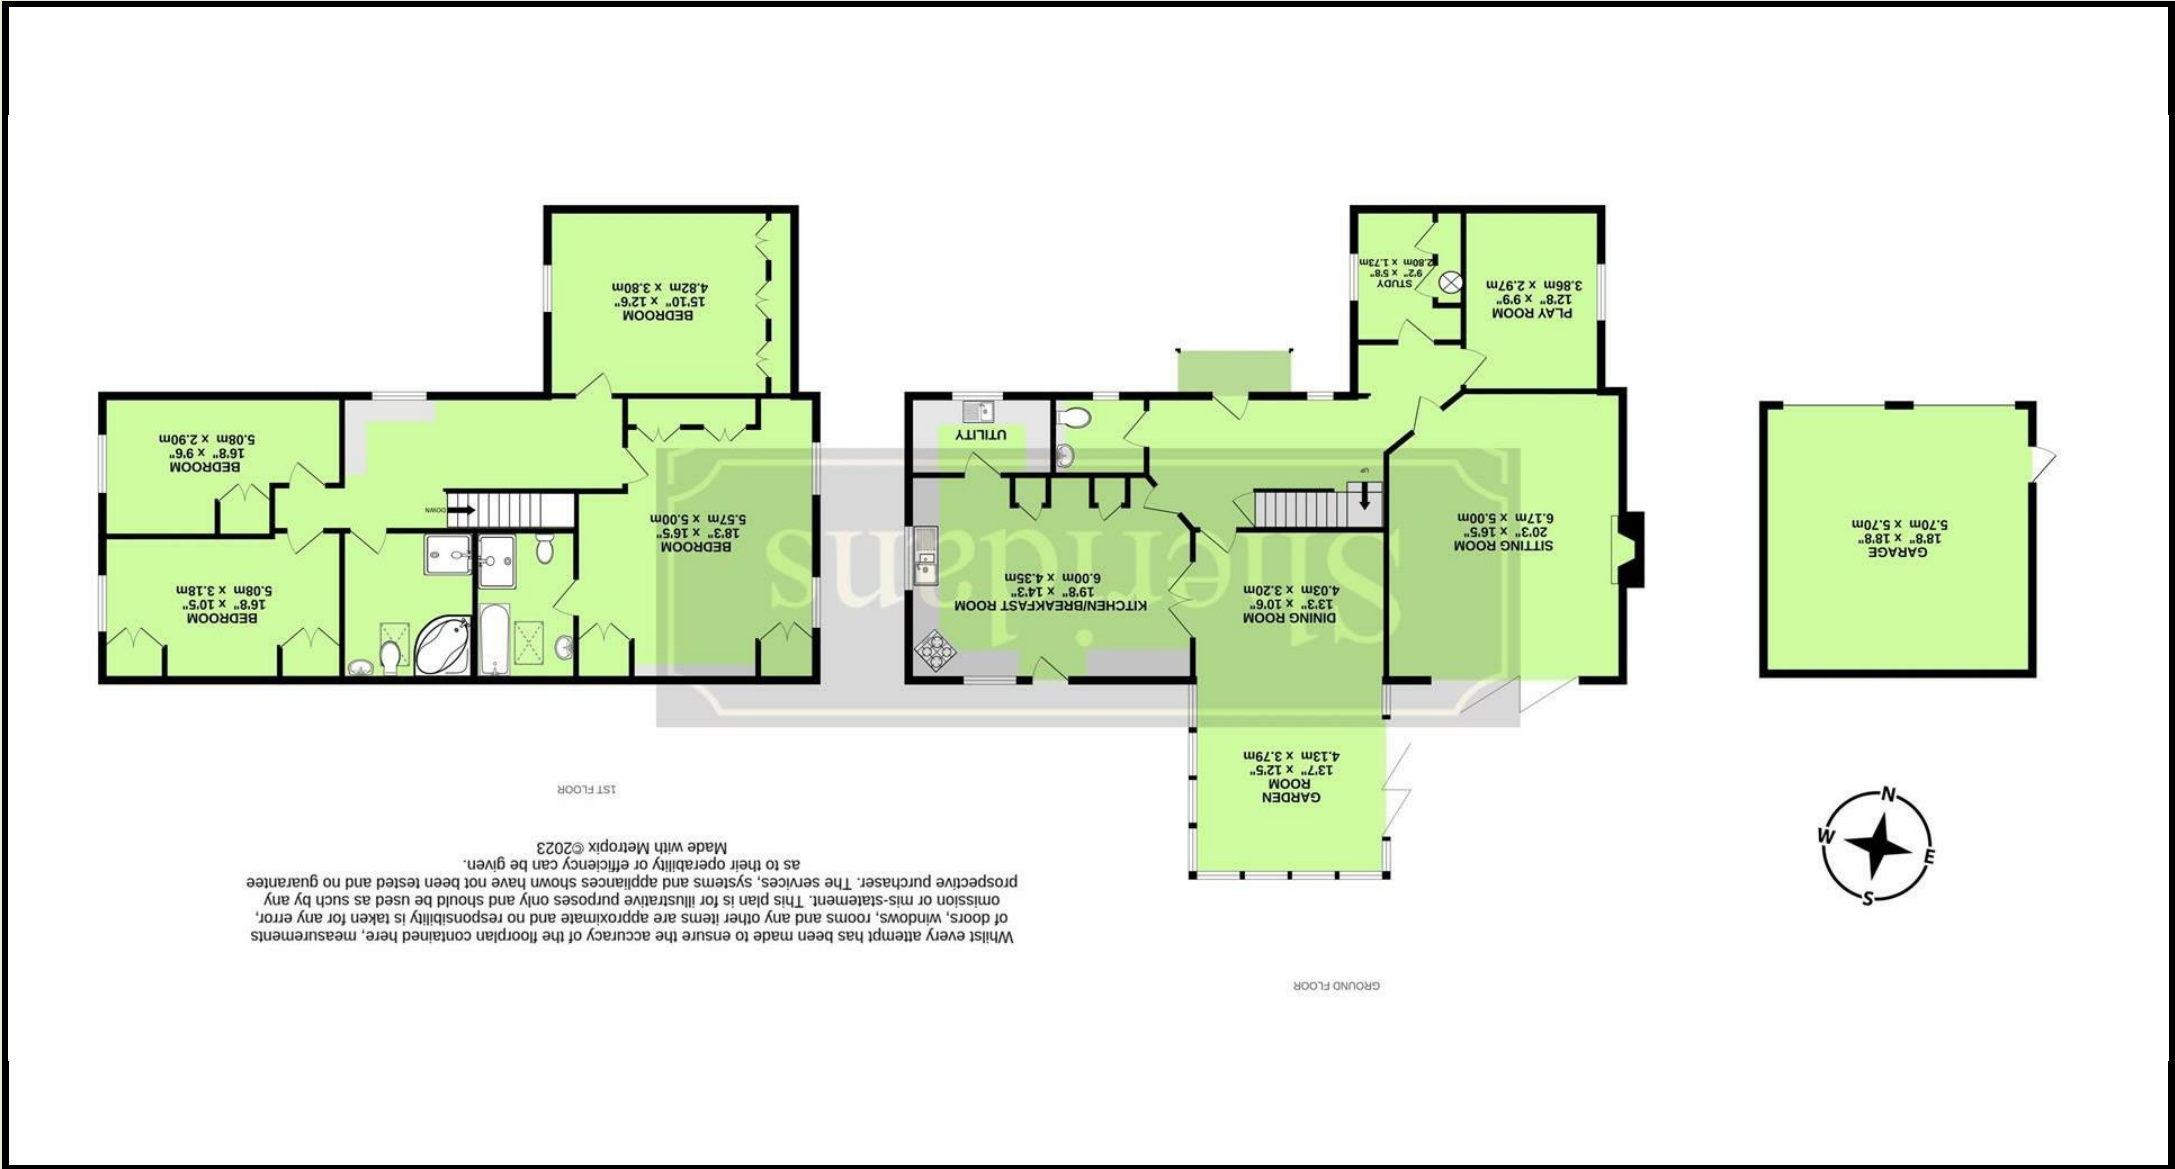 STUDY
9'2" x 5'8"
2.80m x 1.73m
PLAY ROOM
12'8" x 9'9"
3.86m x 2.97m
BEDROOM
15'10" x 12'6"
4.82m x 3.80m
BEDROOM
16'8" x 9'6"
5.08m x 2.90m
UTILITY
UP
DOWN
BEDROOM
18'3" x 16'5"
5.57m x 5.00m
SITTING ROOM
20'3" x 16'5"
6.17m x 5.00m
GARAGE
18'8" x 18'8"
5.70m x 5.70m
Sheridans
KITCHEN/BREAKFAST ROOM
19'8" x 14'3"
6.00m x 4.35m
DINING ROOM
13'3" x 10'6"
4.03m x 3.20m
BEDROOM
16'8" x 10'5"
5.08m x 3.18m
GARDEN
ROOM
13'7" x 12'5"
4.13m x 3.79m
1ST FLOOR
N
W
E
S
Whilst every attempt has been made to ensure the accuracy of the floorplan contained here, measurements
of doors, windows, rooms and any other items are approximate and no responsibility is taken for any error,
omission or mis-statement. This plan is for illustrative purposes only and should be used as such by any
prospective purchaser. The services, systems and appliances shown have not been tested and no guarantee
as to their operability or efficiency can be given.
Made with Metropix ©2023
GROUND FLOOR